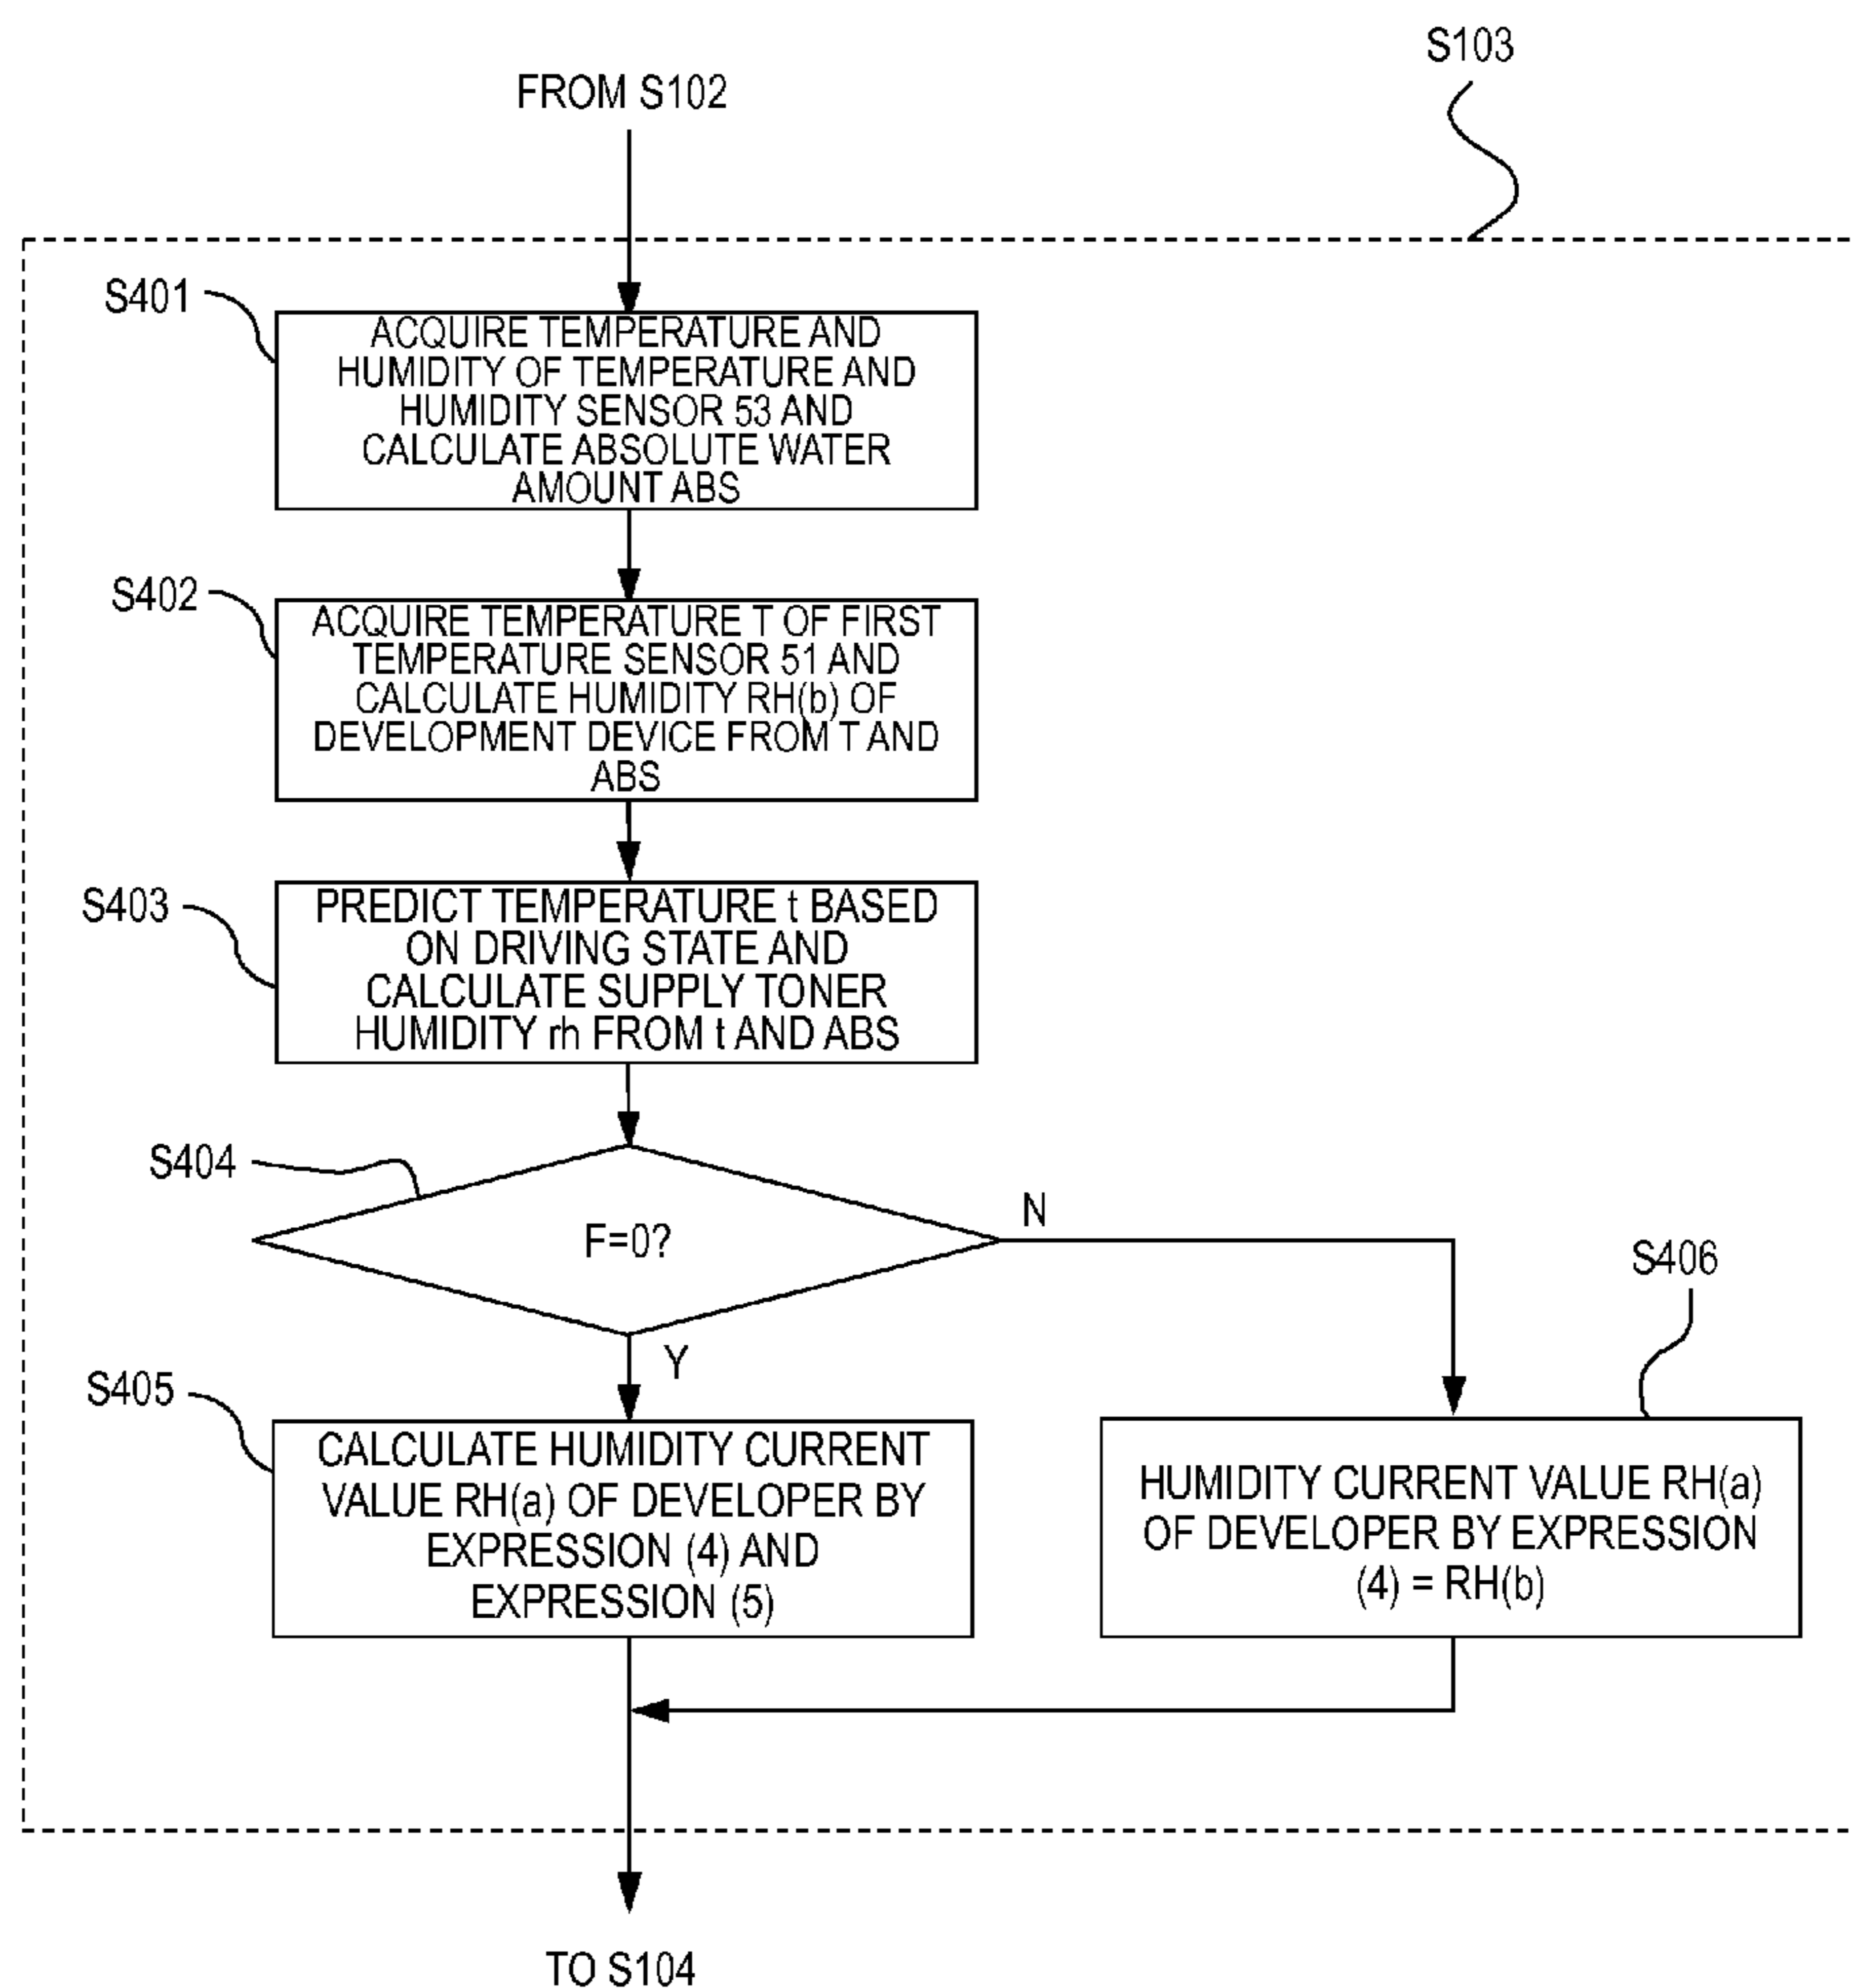 S103
FROM S102
S401
ACQUIRE TEMPERATURE AND
HUMIDITY OF TEMPERATURE AND
HUMIDITY SENSOR 53 AND
CALCULATE ABSOLUTE WATER
AMOUNT ABS
S402
ACQUIRE TEMPERATURE T OF FIRST
TEMPERATURE SENSOR 51 AND
CALCULATE HUMIDITY RH(b) OF
DEVELOPMENT DEVICE FROM T AND
ABS
S403
PREDICT TEMPERATURE t BASED
ON DRIVING STATE AND
CALCULATE SUPPLY TONER
HUMIDITY rh FROM t AND ABS
S404
F=0?
N
Y
S405
CALCULATE HUMIDITY CURRENT
VALUE RH(a) OF DEVELOPER BY
EXPRESSION (4) AND
EXPRESSION (5)
S406
HUMIDITY CURRENT VALUE RH(a)
OF DEVELOPER BY EXPRESSION
(4) = RH(b)
TO S104